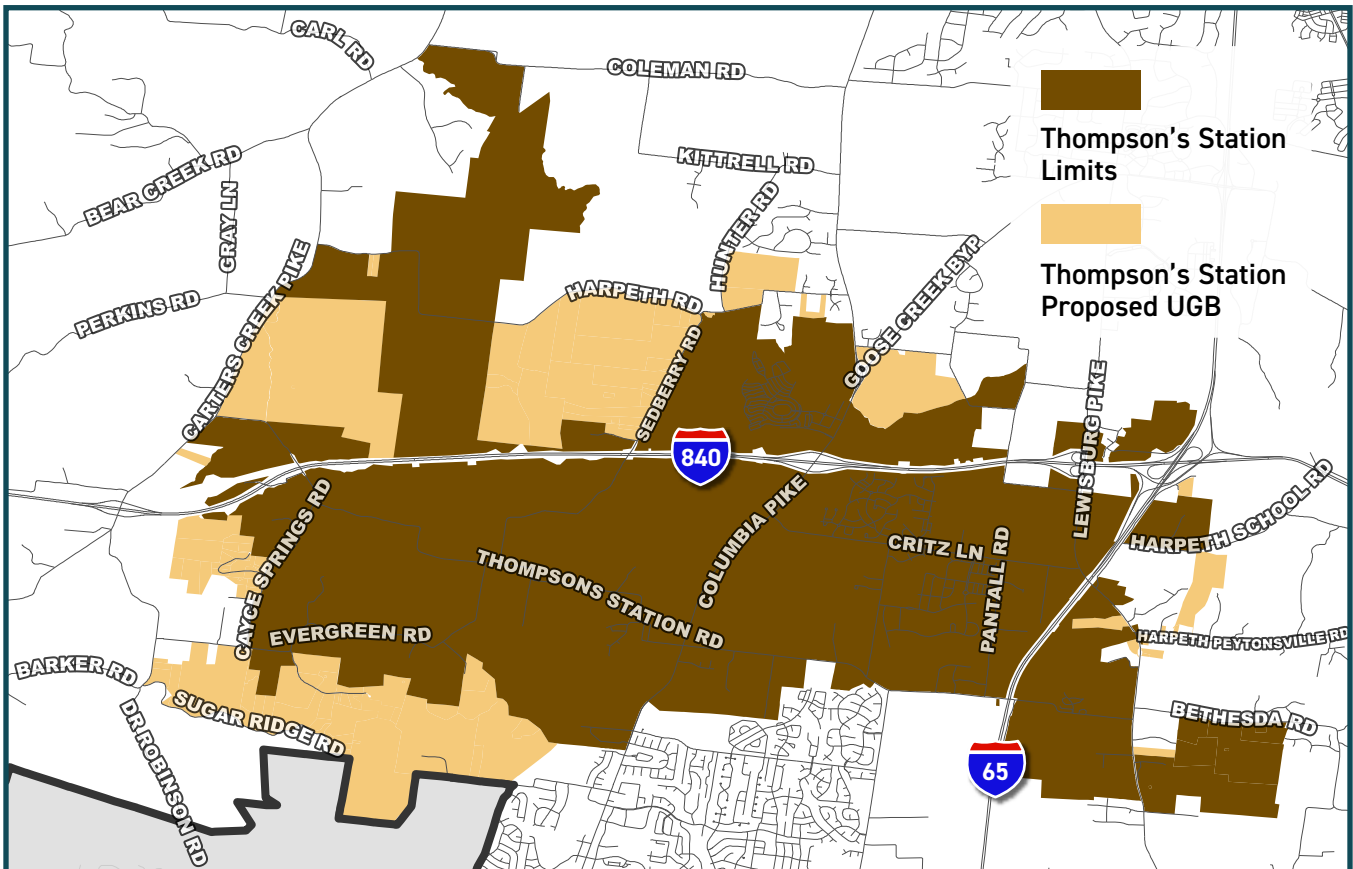 CARL RD
COLEMAN RD
Thompson's Station
Limits
KITTRELL RD
BEAR CREEK RD
GRAY LN
HUNTER RD
Thompson's Station
Proposed UGB
CARTERS CREEK PIKE
PERKINS RD
HARPETH RD
GOOSE CREEK BYP
SEDBERRY RD
LEWISBURG PIKE
840
HARPETH SCHOOL RD
COLUMBIA PIKE
CAYCE SPRINGS RD
CRITZ LN
PANTALL RD
THOMPSONS STATION RD
EVERGREEN RD
HARPETH PEYTONSVILLE RD
BARKER RD
SUGAR RIDGE RD
DR ROBINSON RD
BETHESDA RD
65